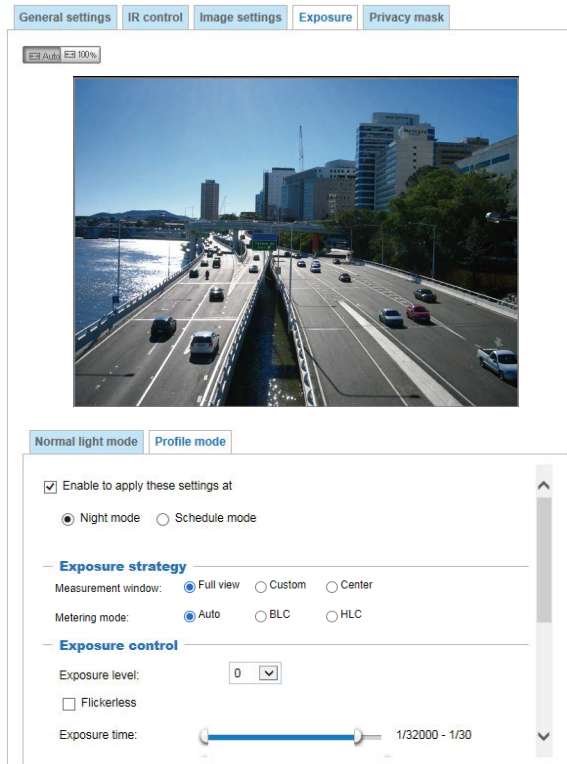 General settings IR control Image settings Exposure Privacy mask
Auto 100%
Normal light mode Profile mode
Enable to apply these settings at
Night mode Schedule mode
Exposure strategy
Measurement window: Full view Custom Center
Metering mode: Auto BLC HLC
Exposure control
Exposure level: 0
Flickerless
Exposure time: 1/32000 - 1/30